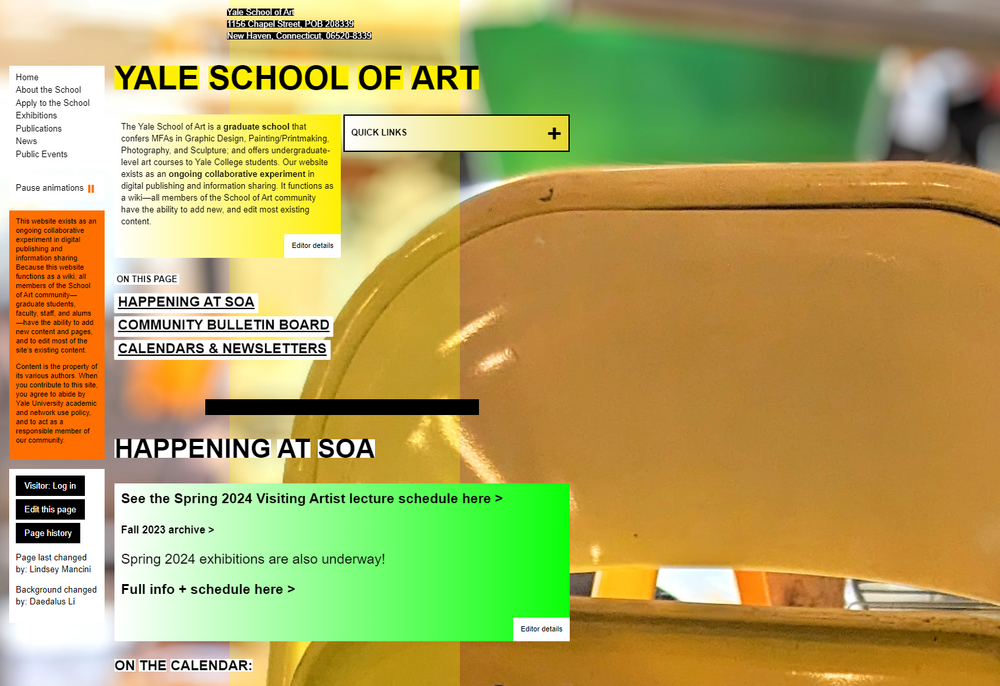 Yale School of Art
1156 Chapel Street, POB 208339
New Haven, Connecticut, 06520-8339
Home
About the School
Apply to the School
Exhibitions
Publications
News
Public Events
Pause animations
This website exists as an
ongoing collaborative
experiment in digital
publishing and
information sharing.
Because this website
functions as a wiki, all
members of the School
of Art community—
graduate students,
faculty, staff, and alums
—have the ability to add
new content and pages,
and to edit most of the
site's existing content.
Content is the property of
its various authors. When
you contribute to this site,
you agree to abide by
Yale University academic
and network use policy,
and to act as a
responsible member of
our community.
Visitor: Log in
Edit this page
Page history
Page last changed
by: Lindsey Mancini
Background changed
by: Daedalus Li
YALE SCHOOL OF ART
The Yale School of Art is a graduate school that
confers MFAs in Graphic Design, Painting/Printmaking,
Photography, and Sculpture; and offers undergraduate-
level art courses to Yale College students. Our website
exists as an ongoing collaborative experiment in
digital publishing and information sharing. It functions as
a wiki—all members of the School of Art community
have the ability to add new, and edit most existing
content.
Editor details
QUICK LINKS +
ON THIS PAGE
HAPPENING AT SOA
COMMUNITY BULLETIN BOARD
CALENDARS & NEWSLETTERS
HAPPENING AT SOA
See the Spring 2024 Visiting Artist lecture schedule here >
Fall 2023 archive >
Spring 2024 exhibitions are also underway!
Full info + schedule here >
Editor details
ON THE CALENDAR: